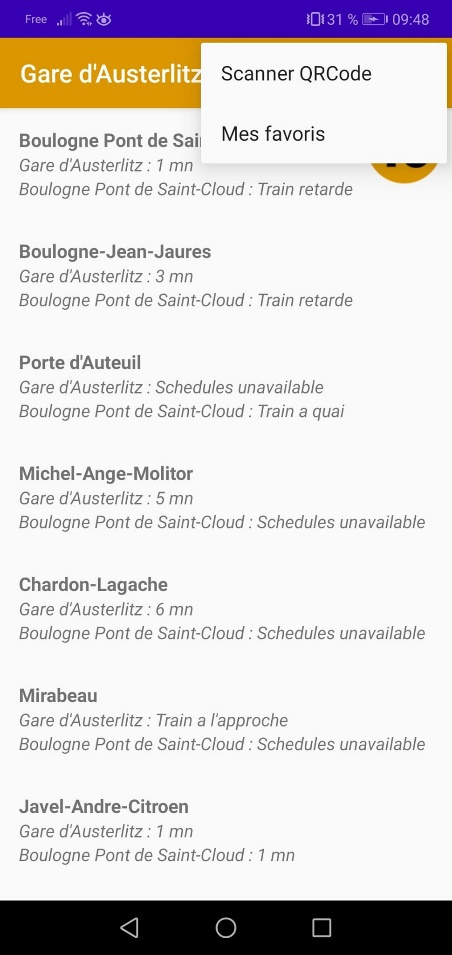 Free 31 % 09:48
Gare d'Austerlitz
Scanner QRCode
Mes favoris
Boulogne Pont de
Gare d'Austerlitz : 1 mn
Boulogne Pont de Saint-Cloud : Train retarde
Boulogne-Jean-Jaures
Gare d'Austerlitz : 3 mn
Boulogne Pont de Saint-Cloud : Train retarde
Porte d'Auteuil
Gare d'Austerlitz : Schedules unavailable
Boulogne Pont de Saint-Cloud : Train a quai
Michel-Ange-Molitor
Gare d'Austerlitz : 5 mn
Boulogne Pont de Saint-Cloud : Schedules unavailable
Chardon-Lagache
Gare d'Austerlitz : 6 mn
Boulogne Pont de Saint-Cloud : Schedules unavailable
Mirabeau
Gare d'Austerlitz : Train a l'approche
Boulogne Pont de Saint-Cloud : Schedules unavailable
Javel-Andre-Citroen
Gare d'Austerlitz : 1 mn
Boulogne Pont de Saint-Cloud : 1 mn